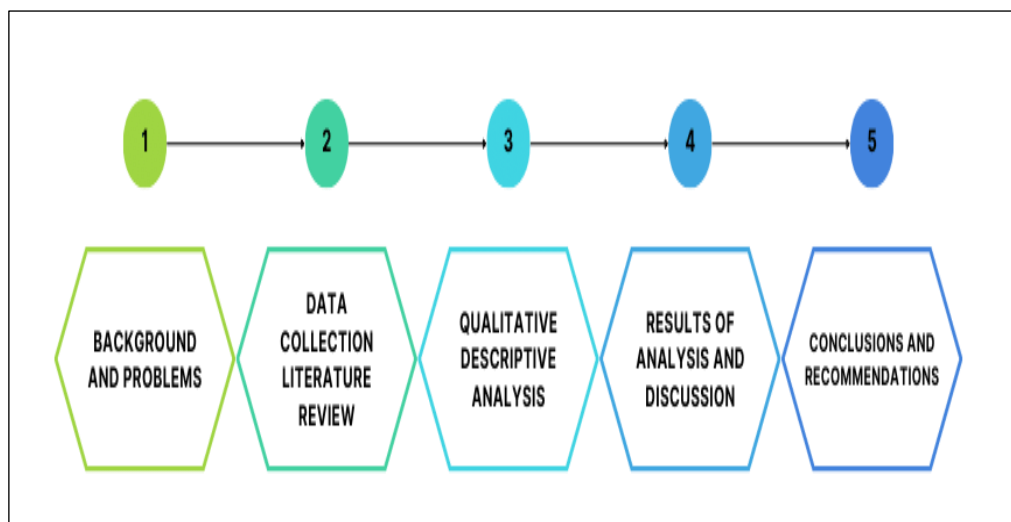 1
2
3
4
5
BACKGROUND
AND PROBLEMS
DATA
COLLECTION
LITERATURE
REVIEW
QUALITATIVE
DESCRIPTIVE
ANALYSIS
RESULTS OF
ANALYSIS AND
DISCUSSION
CONCLUSIONS AND
RECOMMENDATIONS